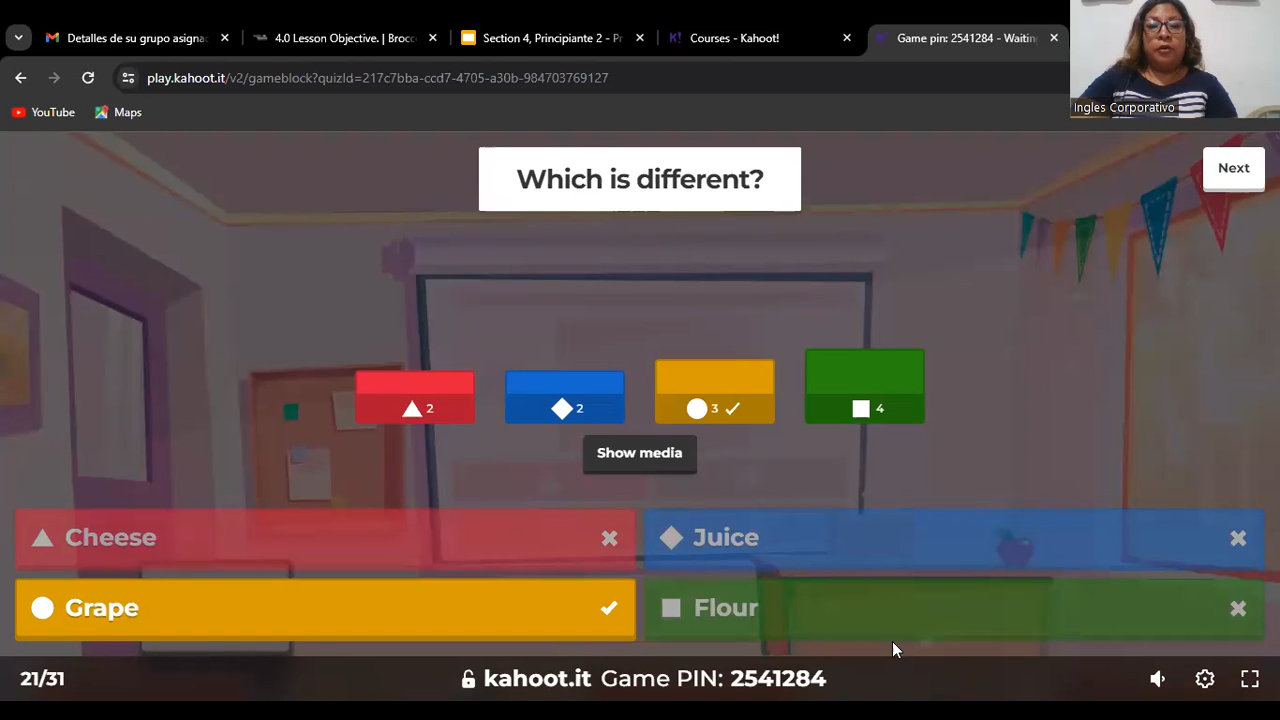 Detalles de su grupo asigna
4.0 Lesson Objective. | Brocc
Section 4, Principiante 2 - Pr
Courses - Kahoot!
Game pin: 2541284 - Waitin
play.kahoot.it/v2/gameblock?quizId=217c7bba-ccd7-4705-a30b-984703769127
YouTube
Maps
Ingles Corporativo
Which is different?
Next
2
2
3
4
Show media
Cheese
Juice
Grape
Flour
21/31
kahoot.it Game PIN: 2541284